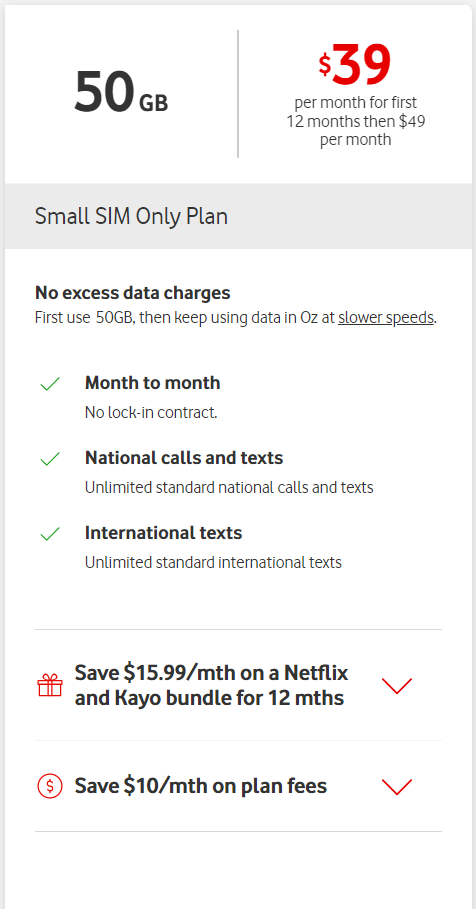 50 GB
$39
per month for first
12 months then $49
per month
Small SIM Only Plan
No excess data charges
First use 50GB, then keep using data in Oz at slower speeds.
Month to month
No lock-in contract.
National calls and texts
Unlimited standard national calls and texts
International texts
Unlimited standard international texts
Save $15.99/mth on a Netflix
and Kayo bundle for 12 mths
$
Save $10/mth on plan fees